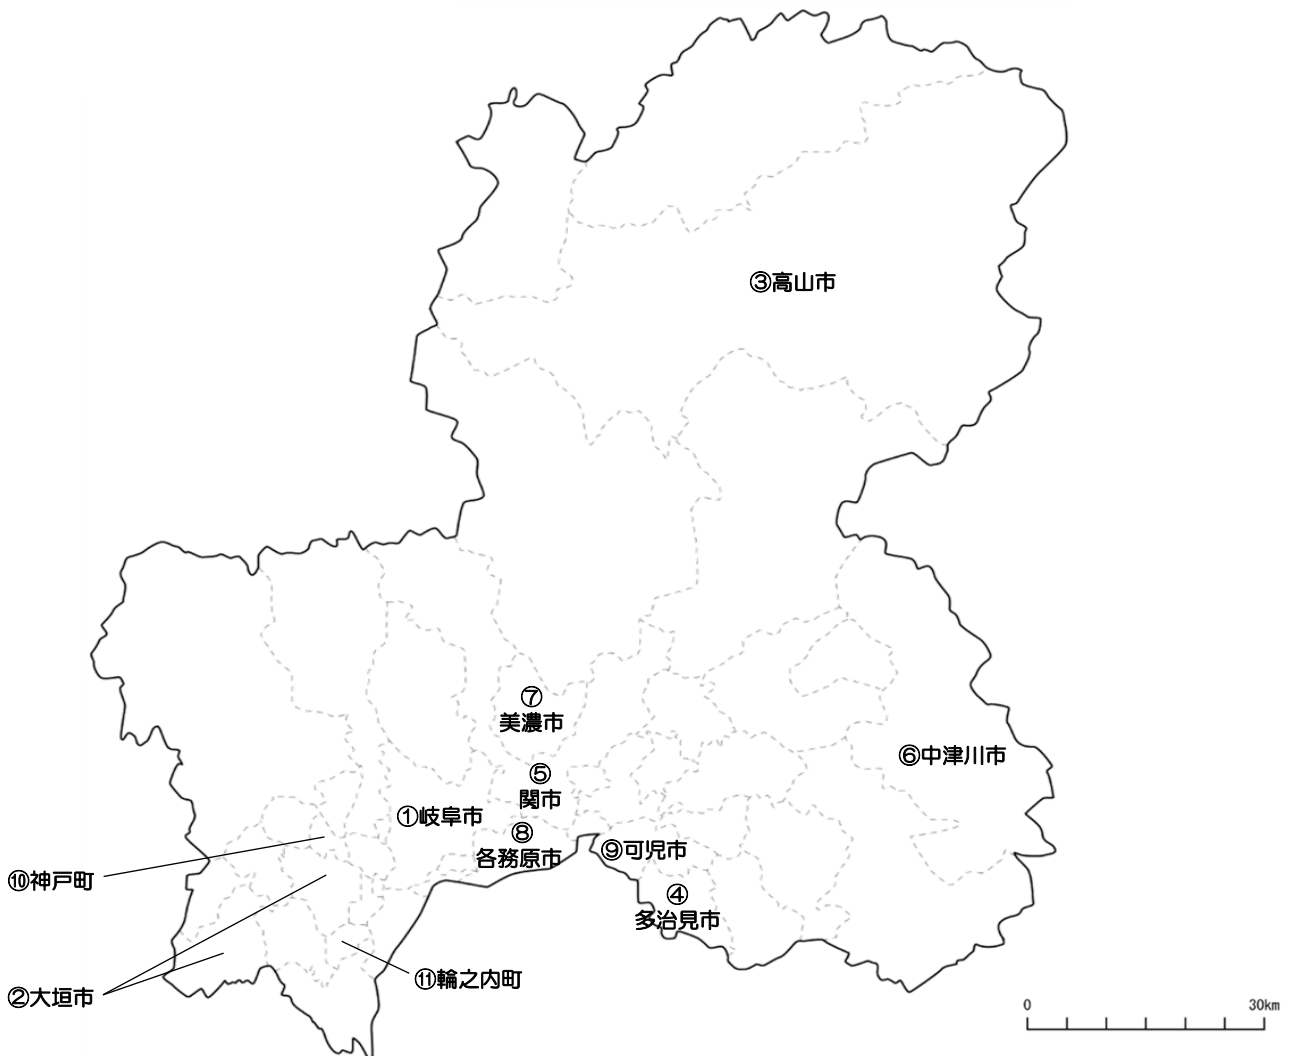 ③高山市
⑦
美濃市
⑥中津川市
⑤
関市
①岐阜市
⑧
各務原市
⑨可児市
⑩神戸町
④
多治見市
⑪輪之内町
②大垣市
0
30km